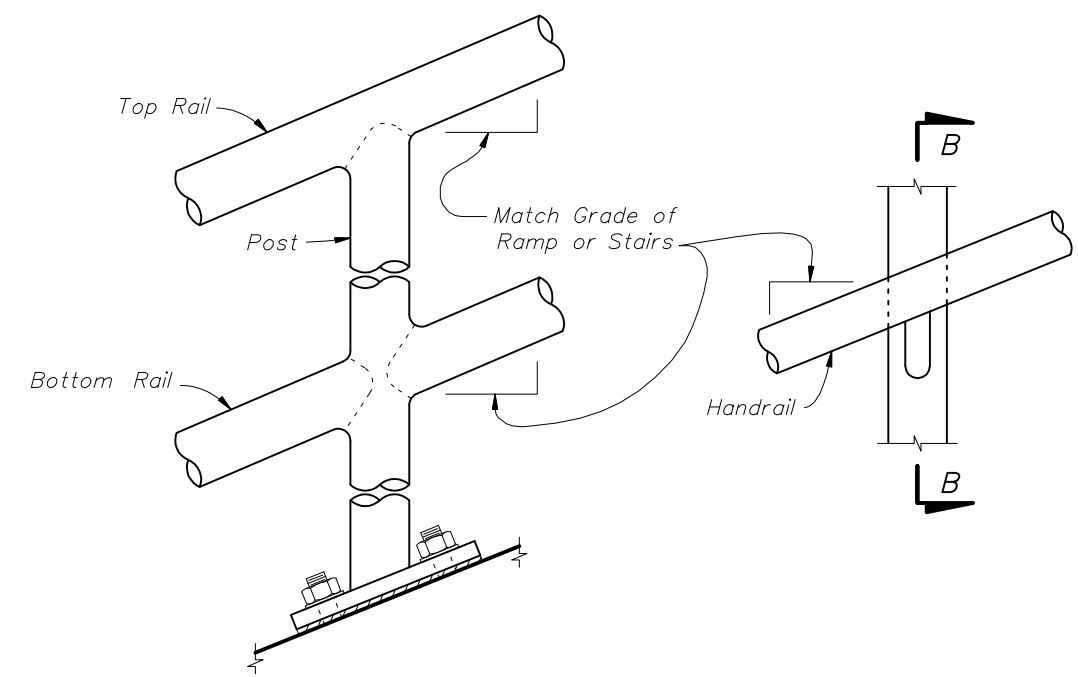 Top Rail
B
Match Grade of
Ramp or Stairs
Post
Bottom Rail
Handrail
B